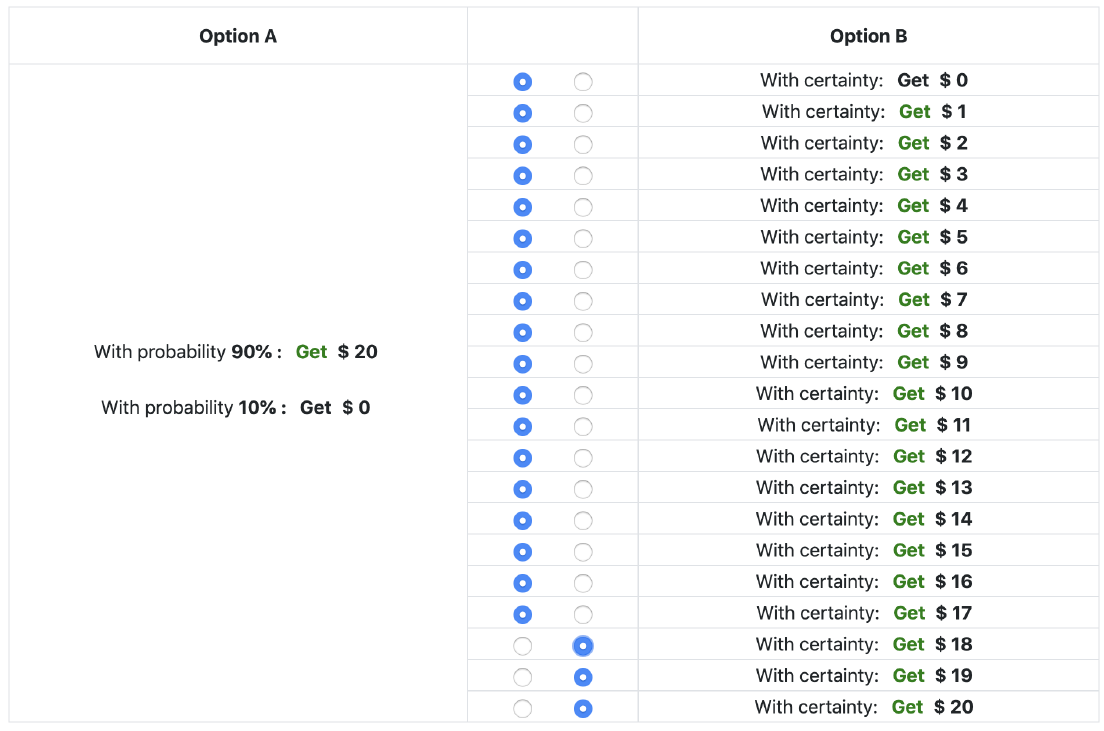 Option A Option B
With certainty: Get $ 0
With certainty: Get $ 1
With certainty: Get $ 2
With certainty: Get $ 3
With certainty: Get $ 4
With certainty: Get $ 5
With certainty: Get $ 6
With certainty: Get $ 7
With certainty: Get $ 8
With probability 90% : Get $ 20
With certainty: Get $ 9
With certainty: Get $ 10
With probability 10% : Get $ 0
With certainty: Get $ 11
With certainty: Get $ 12
With certainty: Get $ 13
With certainty: Get $ 14
With certainty: Get $ 15
With certainty: Get $ 16
With certainty: Get $ 17
With certainty: Get $ 18
With certainty: Get $ 19
With certainty: Get $ 20